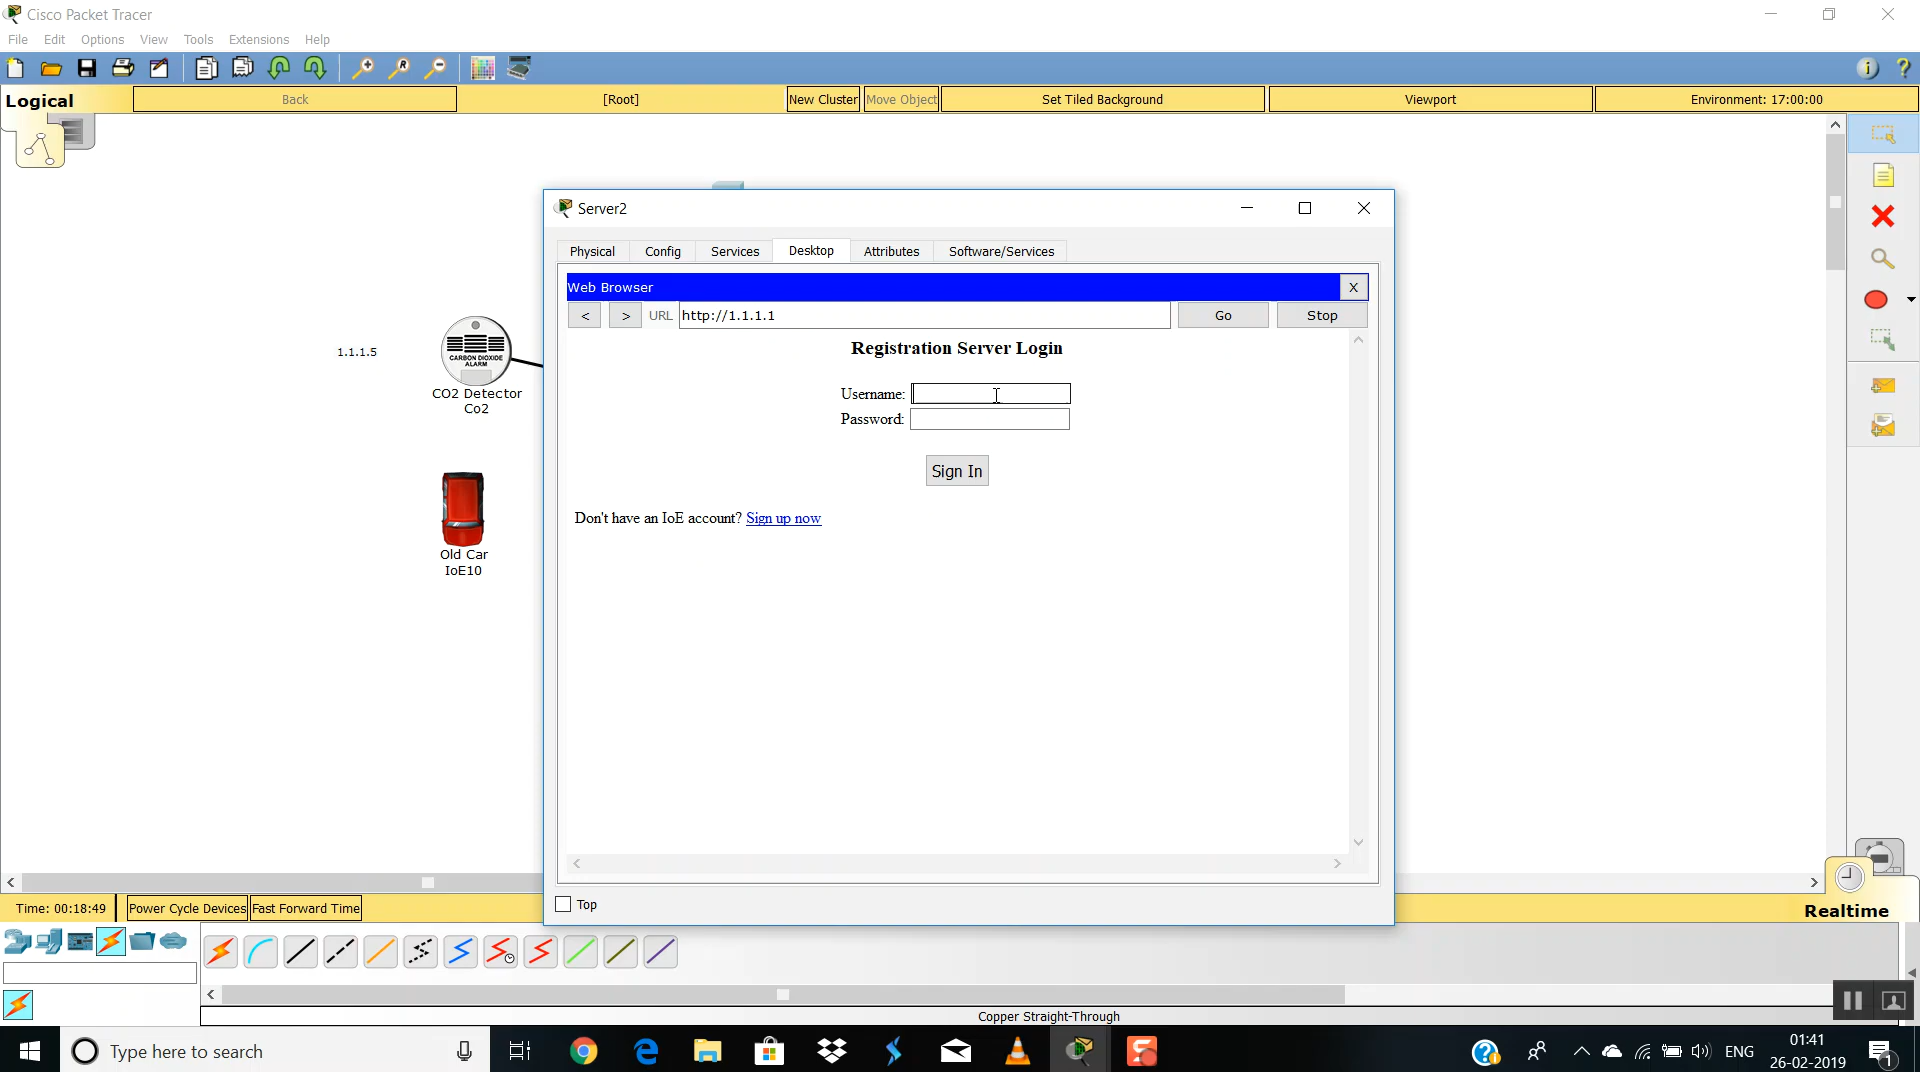 Cisco Packet Tracer
File Edit Options View Tools Extensions Help
Logical
Back
[Root]
New Cluster
Move Object
Set Tiled Background
Viewport
Environment: 17:00:00
Server2
Physical Config Services Desktop Attributes Software/Services
Web Browser
X
< > URL http://1.1.1.1 Go Stop
Registration Server Login
Username:
Password:
Sign In
Don't have an IoE account? Sign up now
Top
1.1.1.5
CARBON DIOXIDE
ALARM
CO2 Detector
Co2
Old Car
IoE10
Time: 00:18:49 Power Cycle Devices Fast Forward Time
Realtime
Copper Straight-Through
Type here to search
ENG
01:41
26-02-2019
1